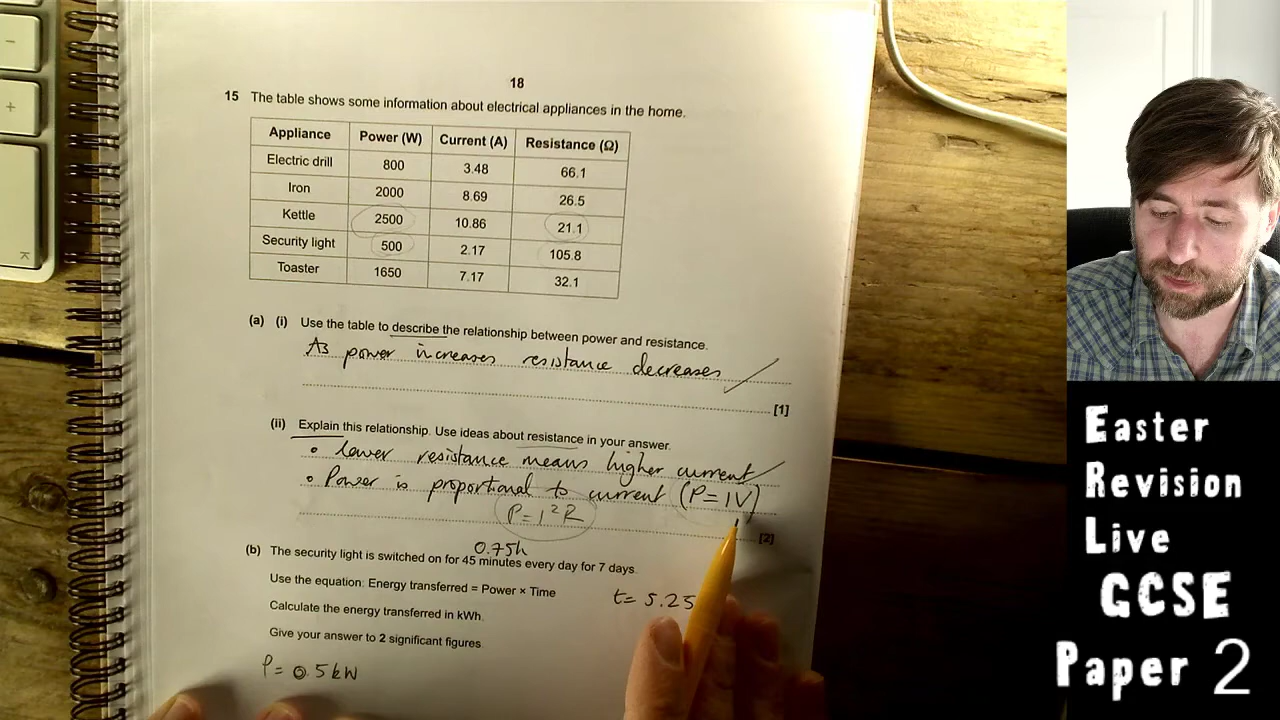 18
15 The table shows some information about electrical appliances in the home.
Appliance Power (W) Current (A) Resistance (Ω)
Electric drill 800 3.48 66.1
Iron 2000 8.69 26.5
Kettle 2500 10.86 21.1
Security light 500 2.17 105.8
Toaster 1650 7.17 32.1
(a) (i) Use the table to describe the relationship between power and resistance.
As power increases resistance decreases
[1]
(ii) Explain this relationship. Use ideas about resistance in your answer.
• lower resistance means higher current
• Power is proportional to current (P=IV)
P=I²R
[2]
0.75h
(b) The security light is switched on for 45 minutes every day for 7 days.
Use the equation: Energy transferred = Power × Time
t= 5.25
Calculate the energy transferred in kWh.
Give your answer to 2 significant figures.
P= 0.5kW
Easter
Revision
Live
GCSE
Paper 2